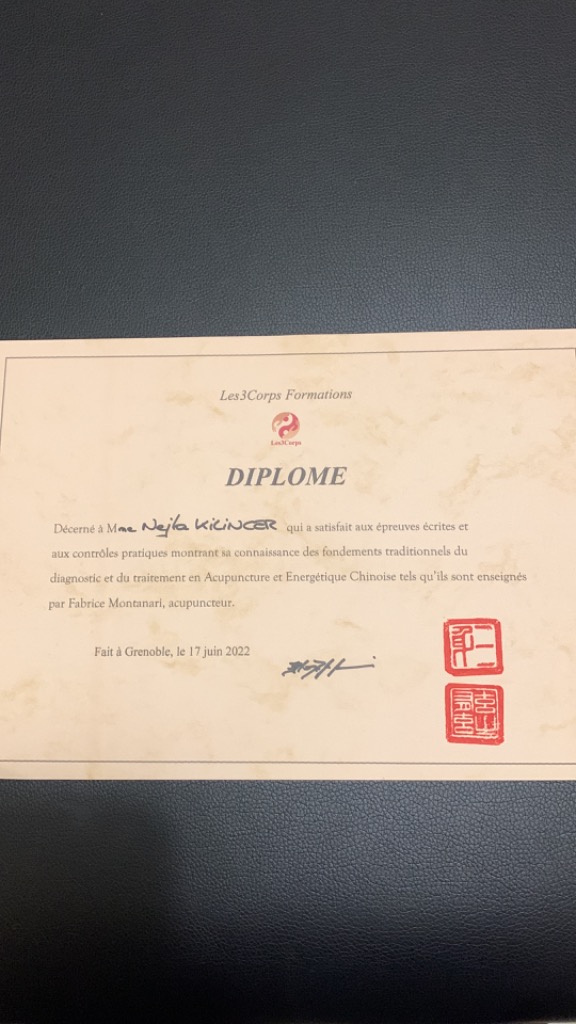 Les3Corps Formations
Les3Corps
DIPLOME
Décerné à Mme Nejla KILINCER qui a satisfait aux épreuves écrites et
aux contrôles pratiques montrant sa connaissance des fondements traditionnels du
diagnostic et du traitement en Acupuncture et Energétique Chinoise tels qu'ils sont enseignés
par Fabrice Montanari, acupuncteur.
Fait à Grenoble, le 17 juin 2022